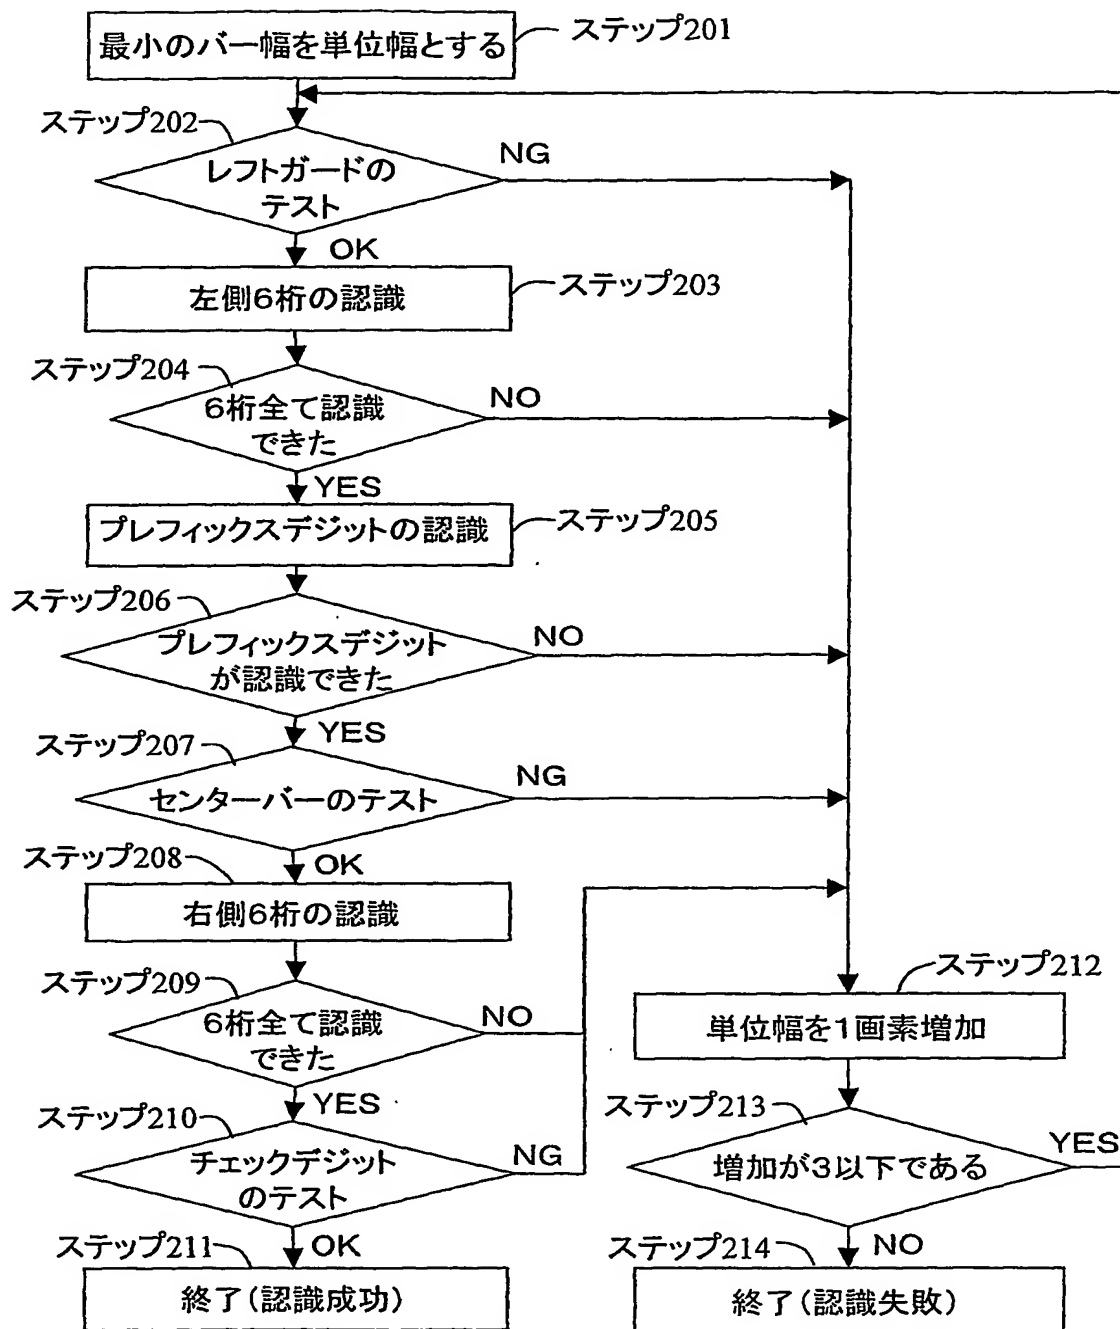 最小のバー幅を単位幅とする
ステップ201
ステップ202
レフトガードの
テスト
NG
OK
左側6桁の認識
ステップ203
ステップ204
6桁全て認識
できた
NO
YES
プレフィックスデジットの認識
ステップ205
ステップ206
プレフィックスデジット
が認識できた
NO
YES
ステップ207
センターバーのテスト
NG
OK
ステップ208
右側6桁の認識
ステップ209
6桁全て認識
できた
NO
YES
ステップ210
チェックデジット
のテスト
NG
OK
ステップ211
終了(認識成功)
ステップ212
単位幅を1画素増加
ステップ213
増加が3以下である
YES
NO
ステップ214
終了(認識失敗)